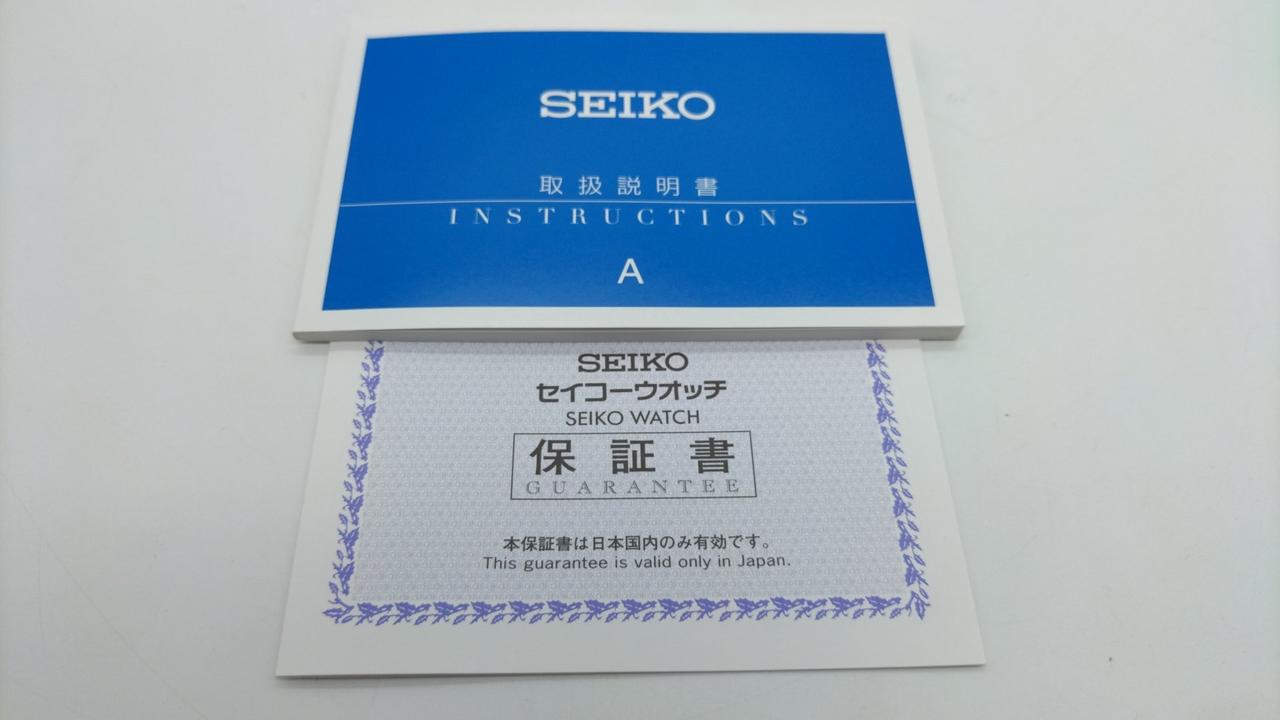 SEIKO
取扱説明書
INSTRUCTIONS
A
SEIKO
セイコーウオッチ
SEIKO WATCH
保証書
GUARANTEE
本保証書は日本国内のみ有効です。
This guarantee is valid only in Japan.